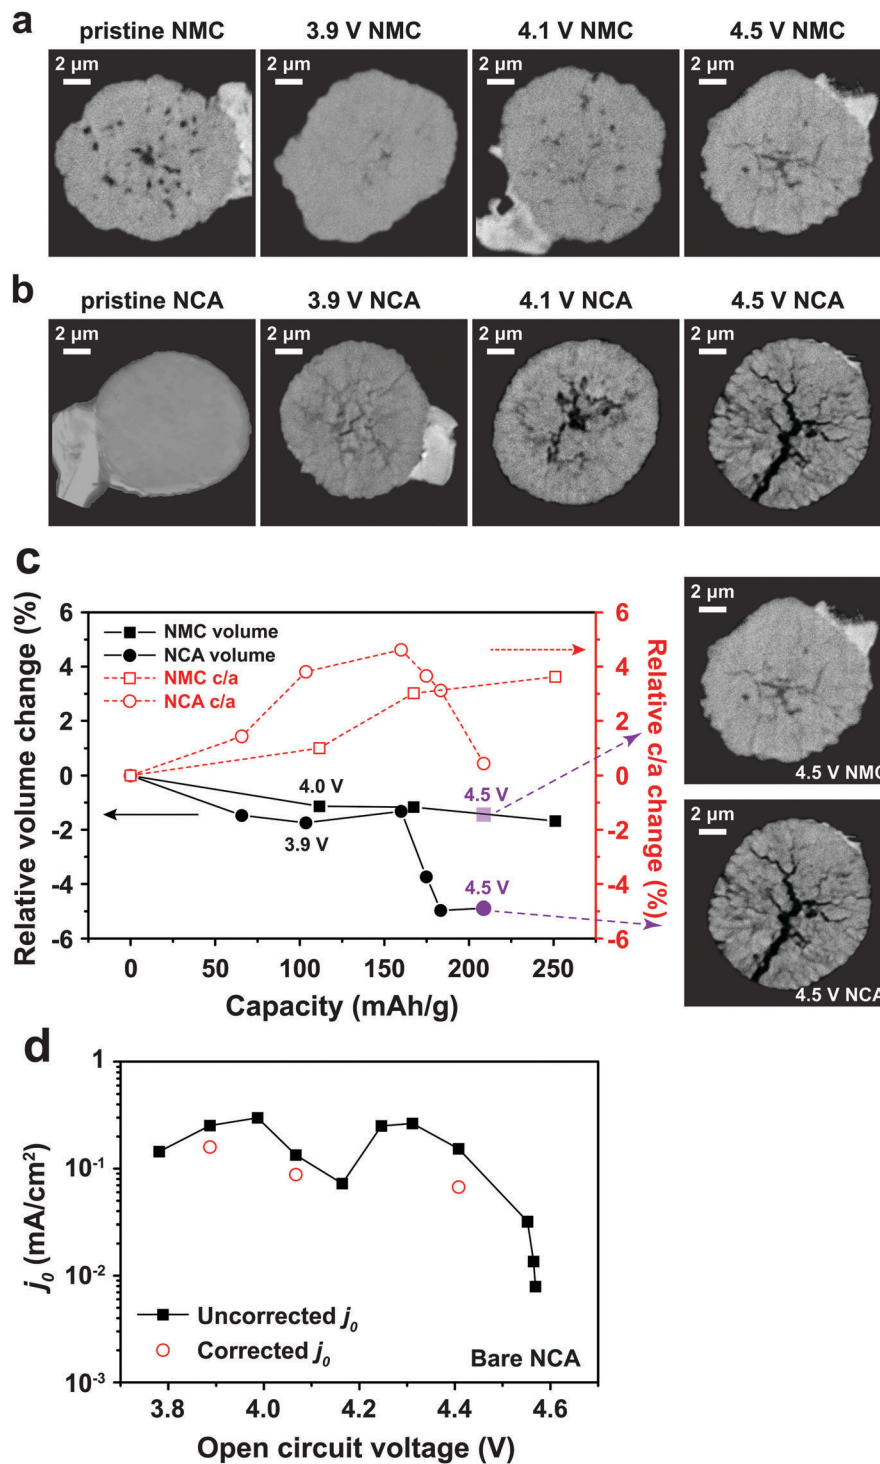 a
pristine NMC 3.9 V NMC 4.1 V NMC 4.5 V NMC
2 µm 2 µm 2 µm 2 µm
b
pristine NCA 3.9 V NCA 4.1 V NCA 4.5 V NCA
2 µm 2 µm 2 µm 2 µm
c
Relative volume change (%)
6
4
2
0
-2
-4
-6
NMC volume
NCA volume
NMC c/a
NCA c/a
4.0 V
3.9 V
4.5 V
4.5 V
6
4
2
0
-2
-4
-6
Relative c/a change (%)
0 50 100 150 200 250
Capacity (mAh/g)
2 µm
4.5 V NMC
2 µm
4.5 V NCA
d
j0 (mA/cm²)
1
10⁻¹
10⁻²
10⁻³
Uncorrected j0
Corrected j0
Bare NCA
3.8 4.0 4.2 4.4 4.6
Open circuit voltage (V)